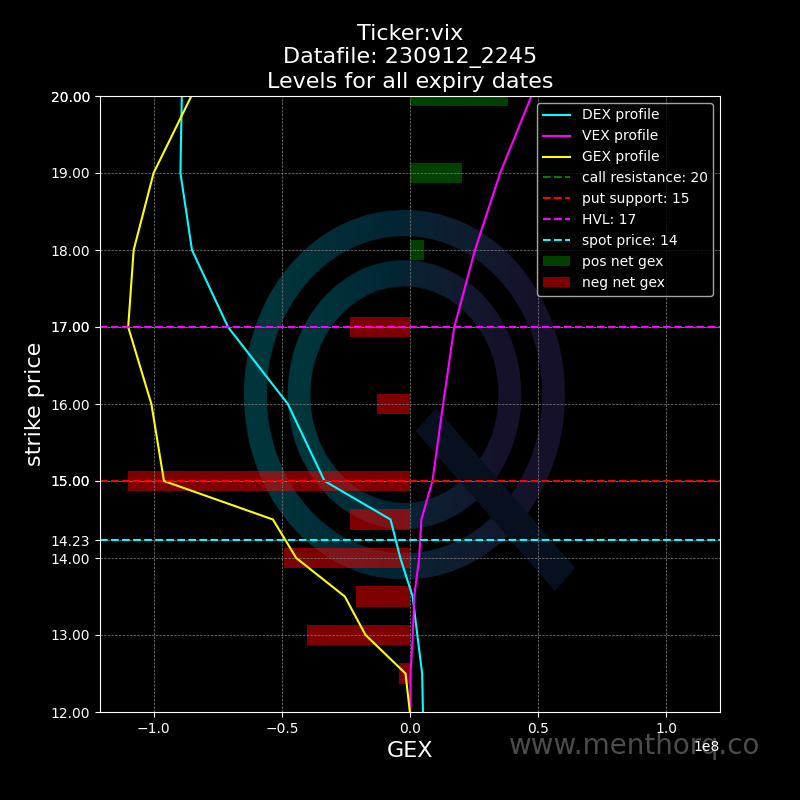 Ticker:vix
Datafile: 230912_2245
Levels for all expiry dates
20.00
19.00
18.00
17.00
16.00
15.00
14.23
14.00
13.00
12.00
strike price
DEX profile
VEX profile
GEX profile
call resistance: 20
put support: 15
HVL: 17
spot price: 14
pos net gex
neg net gex
−1.0 −0.5 0.0 0.5 1.0
1e8
GEX
www.menthorq.co